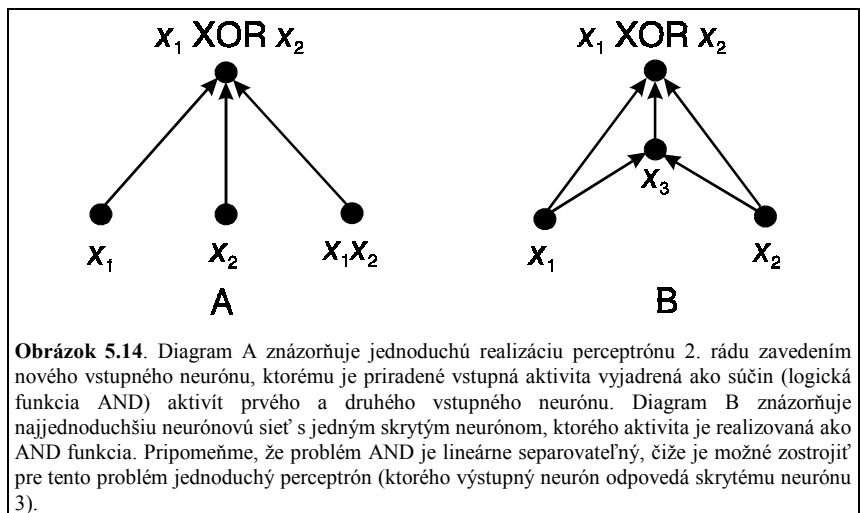 x₁ XOR x₂
x₁
x₂
x₁x₂
A
x₁ XOR x₂
x₃
x₁
x₂
B
Obrázok 5.14. Diagram A znázorňuje jednoduchú realizáciu perceptrónu 2. rádu zavedením
nového vstupného neurónu, ktorému je priradené vstupná aktivita vyjadrená ako súčin (logická
funkcia AND) aktivít prvého a druhého vstupného neurónu. Diagram B znázorňuje
najjednoduchšiu neurónovú sieť s jedným skrytým neurónom, ktorého aktivita je realizovaná ako
AND funkcia. Pripomeňme, že problém AND je lineárne separovateľný, čiže je možné zostrojiť
pre tento problém jednoduchý perceptrón (ktorého výstupný neurón odpovedá skrytému neurónu
3).